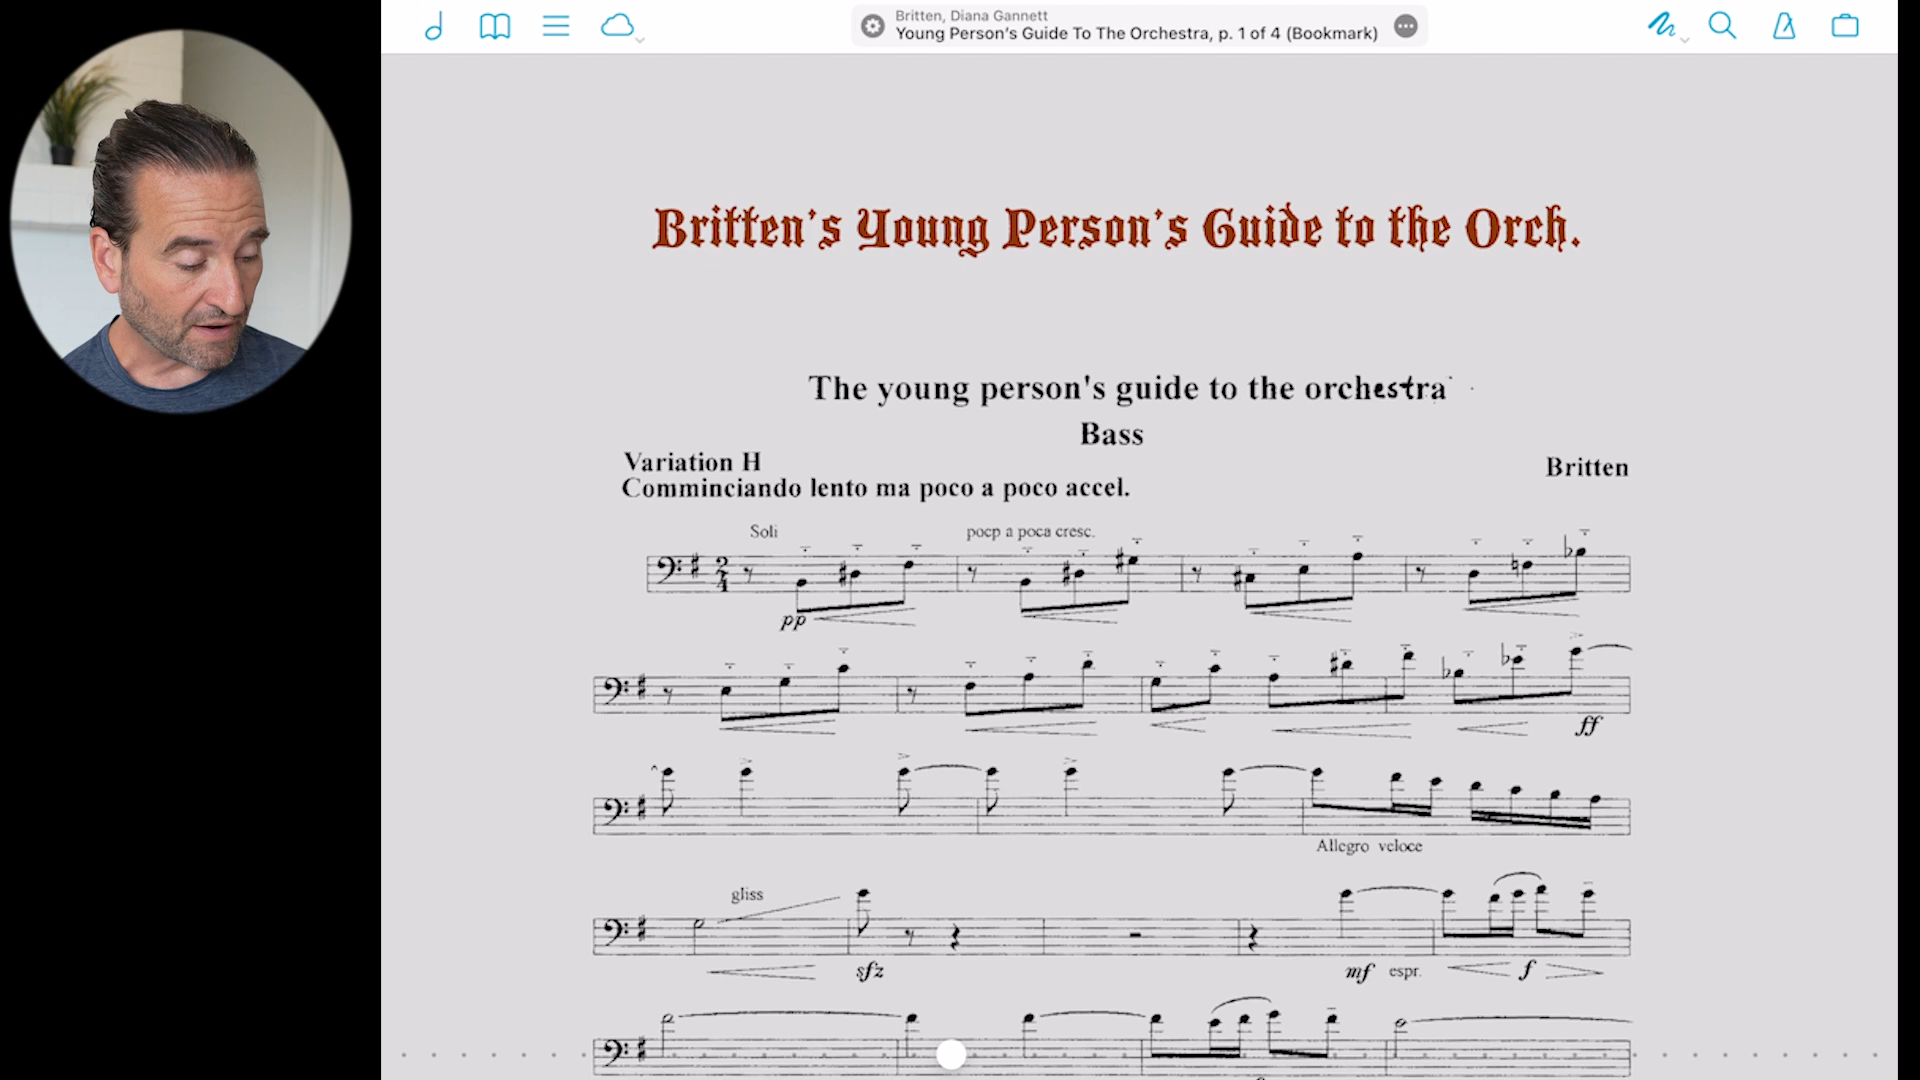 Britten, Diana Gannett
Young Person's Guide To The Orchestra, p. 1 of 4 (Bookmark)
Britten's Young Person's Guide to the Orch.
The young person's guide to the orchestra
Bass
Variation H
Britten
Comminciando lento ma poco a poco accel.
Soli
pocp a poca cresc.
2
4
pp
ff
Allegro veloce
gliss
sfz
mf espr.
f